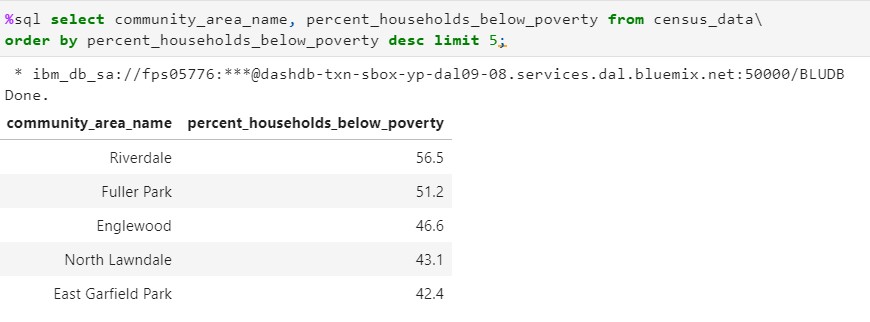 %sql select community_area_name, percent_households_below_poverty from census_data\
order by percent_households_below_poverty desc limit 5;
* ibm_db_sa://fps05776:***@dashdb-txn-sbox-yp-dal09-08.services.dal.bluemix.net:50000/BLUDB
Done.
community_area_name percent_households_below_poverty
Riverdale 56.5
Fuller Park 51.2
Englewood 46.6
North Lawndale 43.1
East Garfield Park 42.4